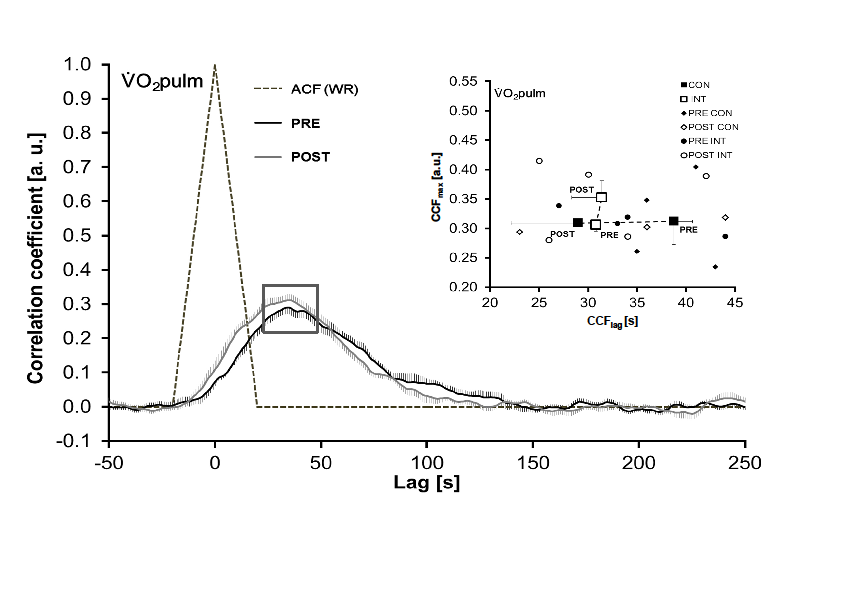 V̇O₂pulm
ACF (WR)
PRE
POST
Correlation coefficient [a. u.]
1.0
0.9
0.8
0.7
0.6
0.5
0.4
0.3
0.2
0.1
0.0
-0.1
-50
0
50
100
150
200
250
Lag [s]
V̇O₂pulm
CON
INT
PRE CON
POST CON
PRE INT
POST INT
CCFmax [a.u.]
0.55
0.50
0.45
0.40
0.35
0.30
0.25
0.20
POST
POST
PRE
PRE
20
25
30
35
40
45
CCFlag [s]